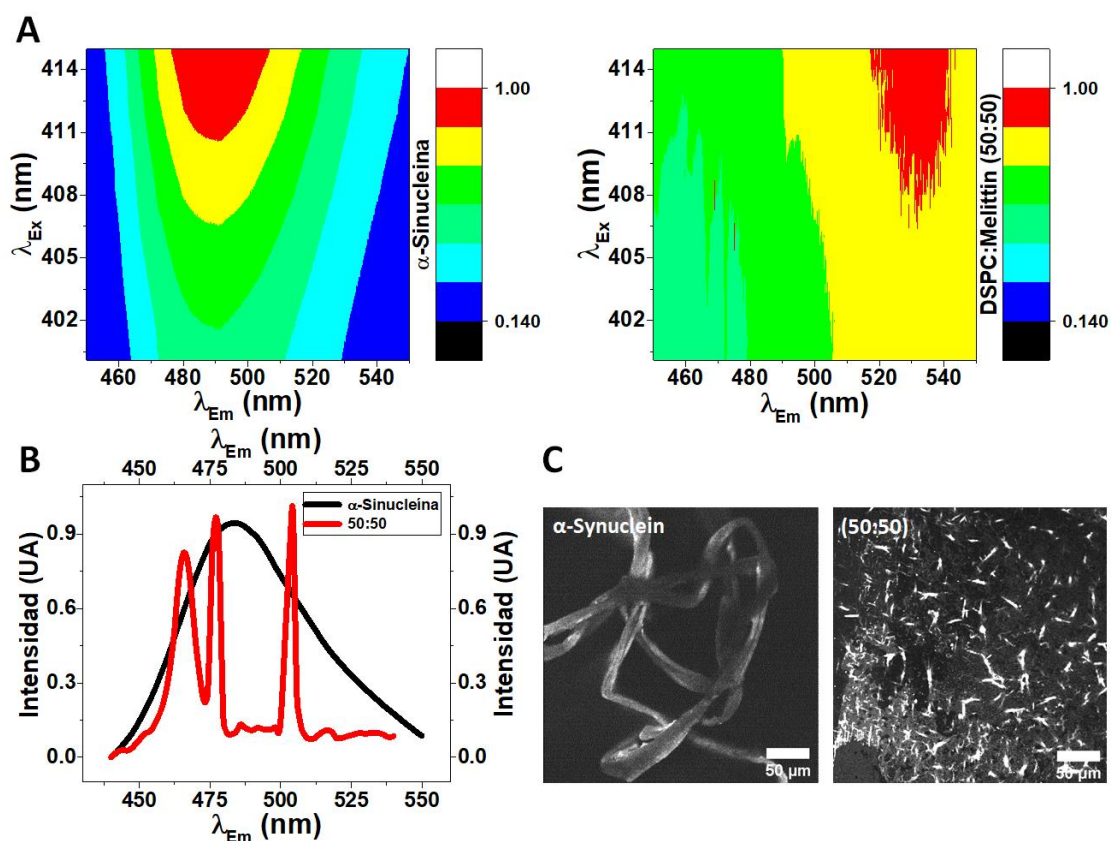 A
414
411
408
405
402
λEx (nm)
460 480 500 520 540
λEm (nm)
1.00
0.140
α-Sinucleina
414
411
408
405
402
λEx (nm)
460 480 500 520 540
λEm (nm)
1.00
0.140
DSPC:Melittin (50:50)
B
λEm (nm)
450 475 500 525 550
α-Sinucleína
50:50
0.9
0.6
0.3
0.0
Intensidad (UA)
0.9
0.6
0.3
0.0
Intensidad (UA)
450 475 500 525 550
λEm (nm)
C
α-Synuclein
50 µm
(50:50)
50 µm